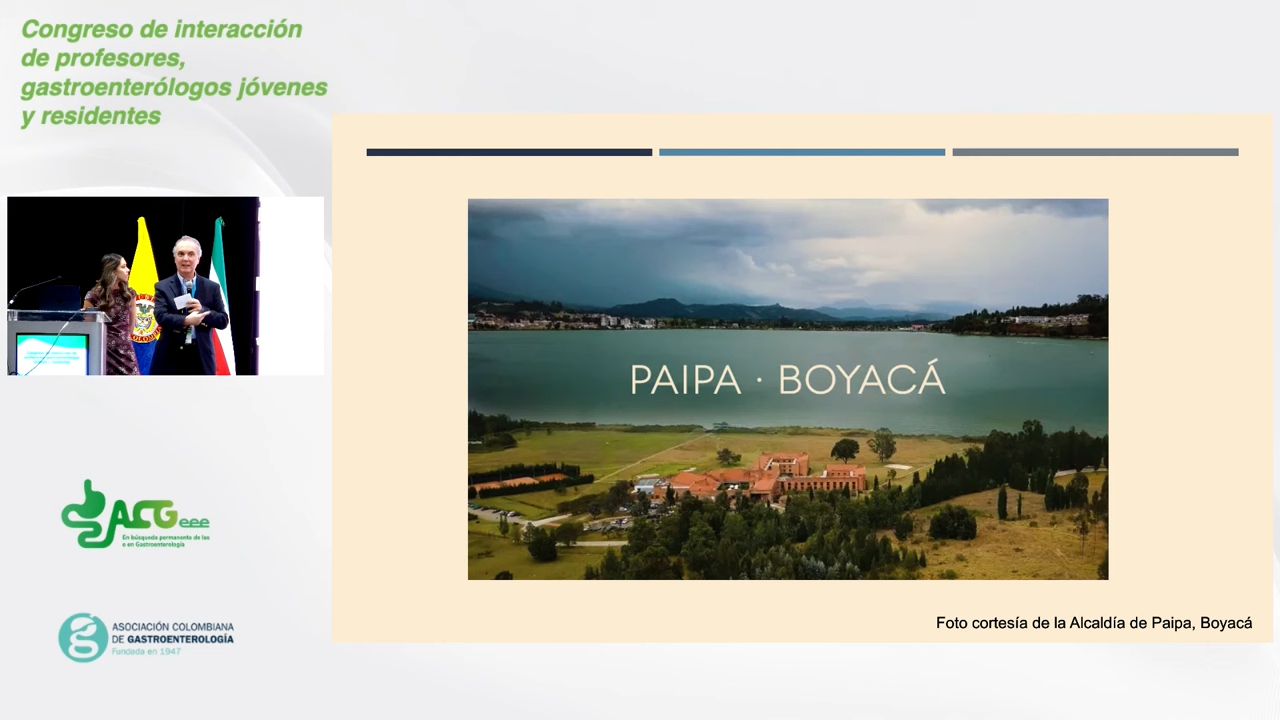 Congreso de interacción
de profesores,
gastroenterólogos jóvenes
y residentes
PAIPA · BOYACÁ
Foto cortesía de la Alcaldía de Paipa, Boyacá
ACGeee
En búsqueda permanente de las
e en Gastroenterología
ASOCIACIÓN COLOMBIANA
DE GASTROENTEROLOGÍA
Fundada en 1947